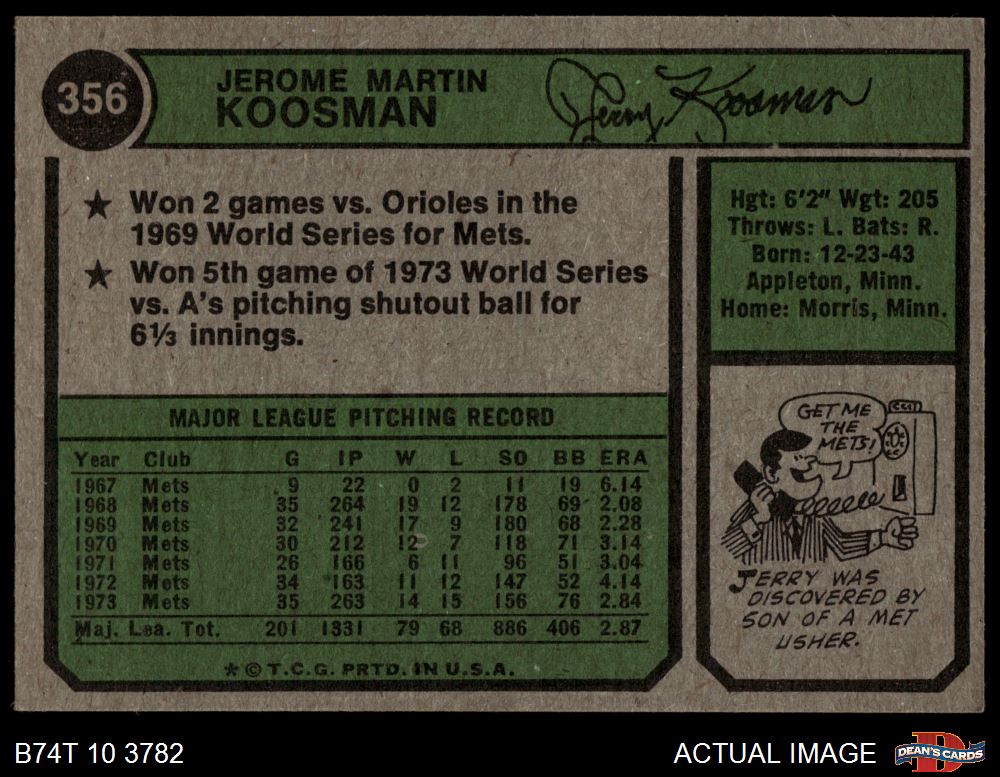 356
JEROME MARTIN
KOOSMAN
Jerry Koosman
★ Won 2 games vs. Orioles in the
1969 World Series for Mets.
★ Won 5th game of 1973 World Series
vs. A's pitching shutout ball for
6⅓ innings.
Hgt: 6'2" Wgt: 205
Throws: L. Bats: R.
Born: 12-23-43
Appleton, Minn.
Home: Morris, Minn.
MAJOR LEAGUE PITCHING RECORD
Year Club G IP W L SO BB ERA
1967 Mets 9 22 0 2 11 19 6.14
1968 Mets 35 264 19 12 178 69 2.08
1969 Mets 32 241 17 9 180 68 2.28
1970 Mets 30 212 12 7 118 71 3.14
1971 Mets 26 166 6 11 96 51 3.04
1972 Mets 34 163 11 12 147 52 4.14
1973 Mets 35 263 14 15 156 76 2.84
Maj. Lea. Tot. 201 1331 79 68 886 406 2.87
* © T.C.G. PRTD. IN U.S.A.
GET ME
THE
METS!
JERRY WAS
DISCOVERED BY
SON OF A MET
USHER.
B74T 10 3782
ACTUAL IMAGE
DEAN'S CARDS